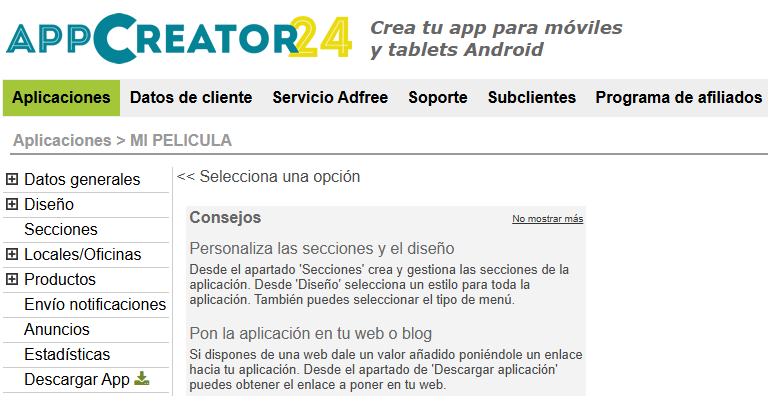 APPCREATOR24
Crea tu app para móviles
y tablets Android
Aplicaciones Datos de cliente Servicio Adfree Soporte Subclientes Programa de afiliados
Aplicaciones > MI PELICULA
Datos generales
Diseño
Secciones
Locales/Oficinas
Productos
Envío notificaciones
Anuncios
Estadísticas
Descargar App
<< Selecciona una opción
Consejos No mostrar más
Personaliza las secciones y el diseño
Desde el apartado 'Secciones' crea y gestiona las secciones de la
aplicación. Desde 'Diseño' selecciona un estilo para toda la
aplicación. También puedes seleccionar el tipo de menú.
Pon la aplicación en tu web o blog
Si dispones de una web dale un valor añadido poniéndole un enlace
hacia tu aplicación. Desde el apartado de 'Descargar aplicación'
puedes obtener el enlace a poner en tu web.